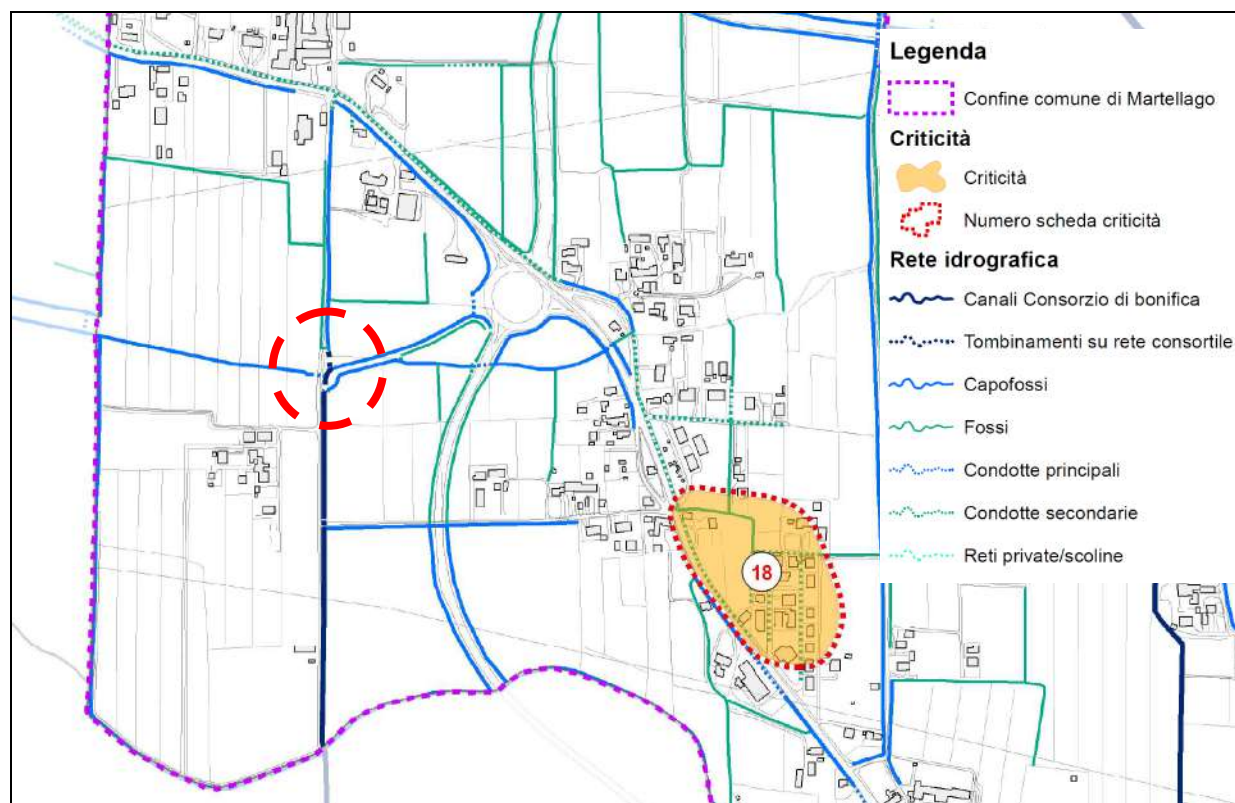 Legenda
Confine comune di Martellago
Criticità
Criticità
Numero scheda criticità
Rete idrografica
Canali Consorzio di bonifica
Tombinamenti su rete consortile
Capofossi
Fossi
Condotte principali
Condotte secondarie
Reti private/scoline
18